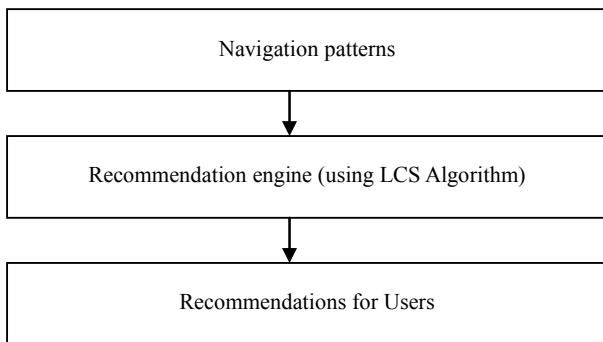 Navigation patterns
Recommendation engine (using LCS Algorithm)
Recommendations for Users